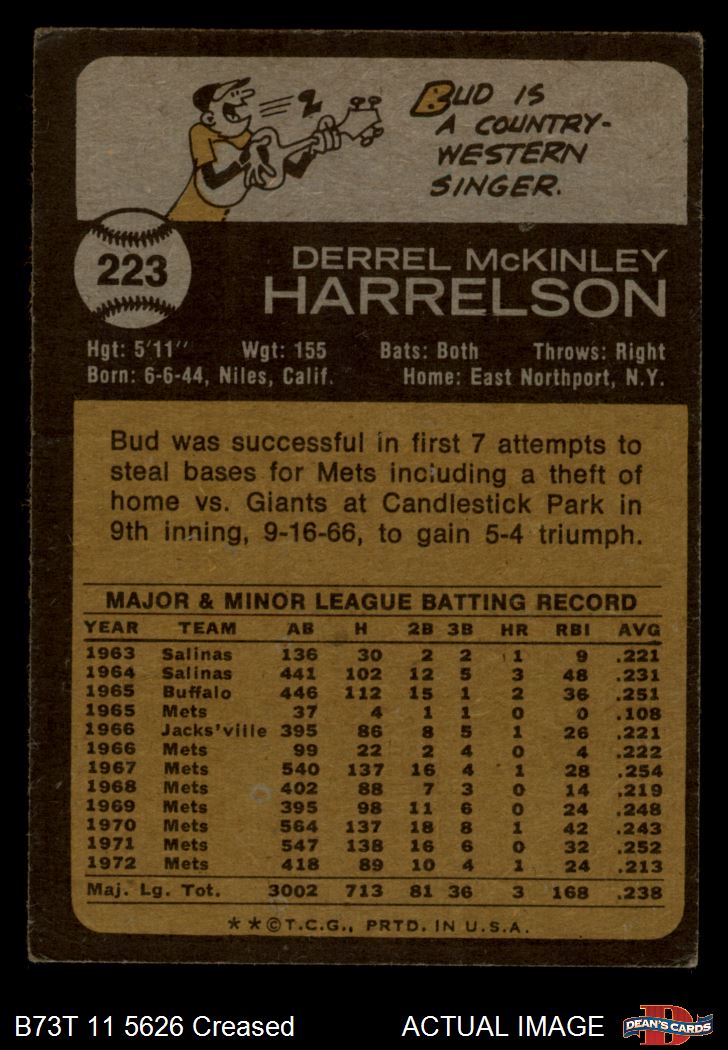 BUD IS
A COUNTRY-
WESTERN
SINGER.
223
DERREL McKINLEY
HARRELSON
Hgt: 5'11" Wgt: 155 Bats: Both Throws: Right
Born: 6-6-44, Niles, Calif. Home: East Northport, N.Y.
Bud was successful in first 7 attempts to
steal bases for Mets including a theft of
home vs. Giants at Candlestick Park in
9th inning, 9-16-66, to gain 5-4 triumph.
MAJOR & MINOR LEAGUE BATTING RECORD
YEAR TEAM AB H 2B 3B HR RBI AVG
1963 Salinas 136 30 2 2 1 9 .221
1964 Salinas 441 102 12 5 3 48 .231
1965 Buffalo 446 112 15 1 2 36 .251
1965 Mets 37 4 1 1 0 0 .108
1966 Jacks'ville 395 86 8 5 1 26 .221
1966 Mets 99 22 2 4 0 4 .222
1967 Mets 540 137 16 4 1 28 .254
1968 Mets 402 88 7 3 0 14 .219
1969 Mets 395 98 11 6 0 24 .248
1970 Mets 564 137 18 8 1 42 .243
1971 Mets 547 138 16 6 0 32 .252
1972 Mets 418 89 10 4 1 24 .213
Maj. Lg. Tot. 3002 713 81 36 3 168 .238
**©T.C.G., PRTD. IN U.S.A.
B73T 11 5626 Creased ACTUAL IMAGE D DEAN'S CARDS